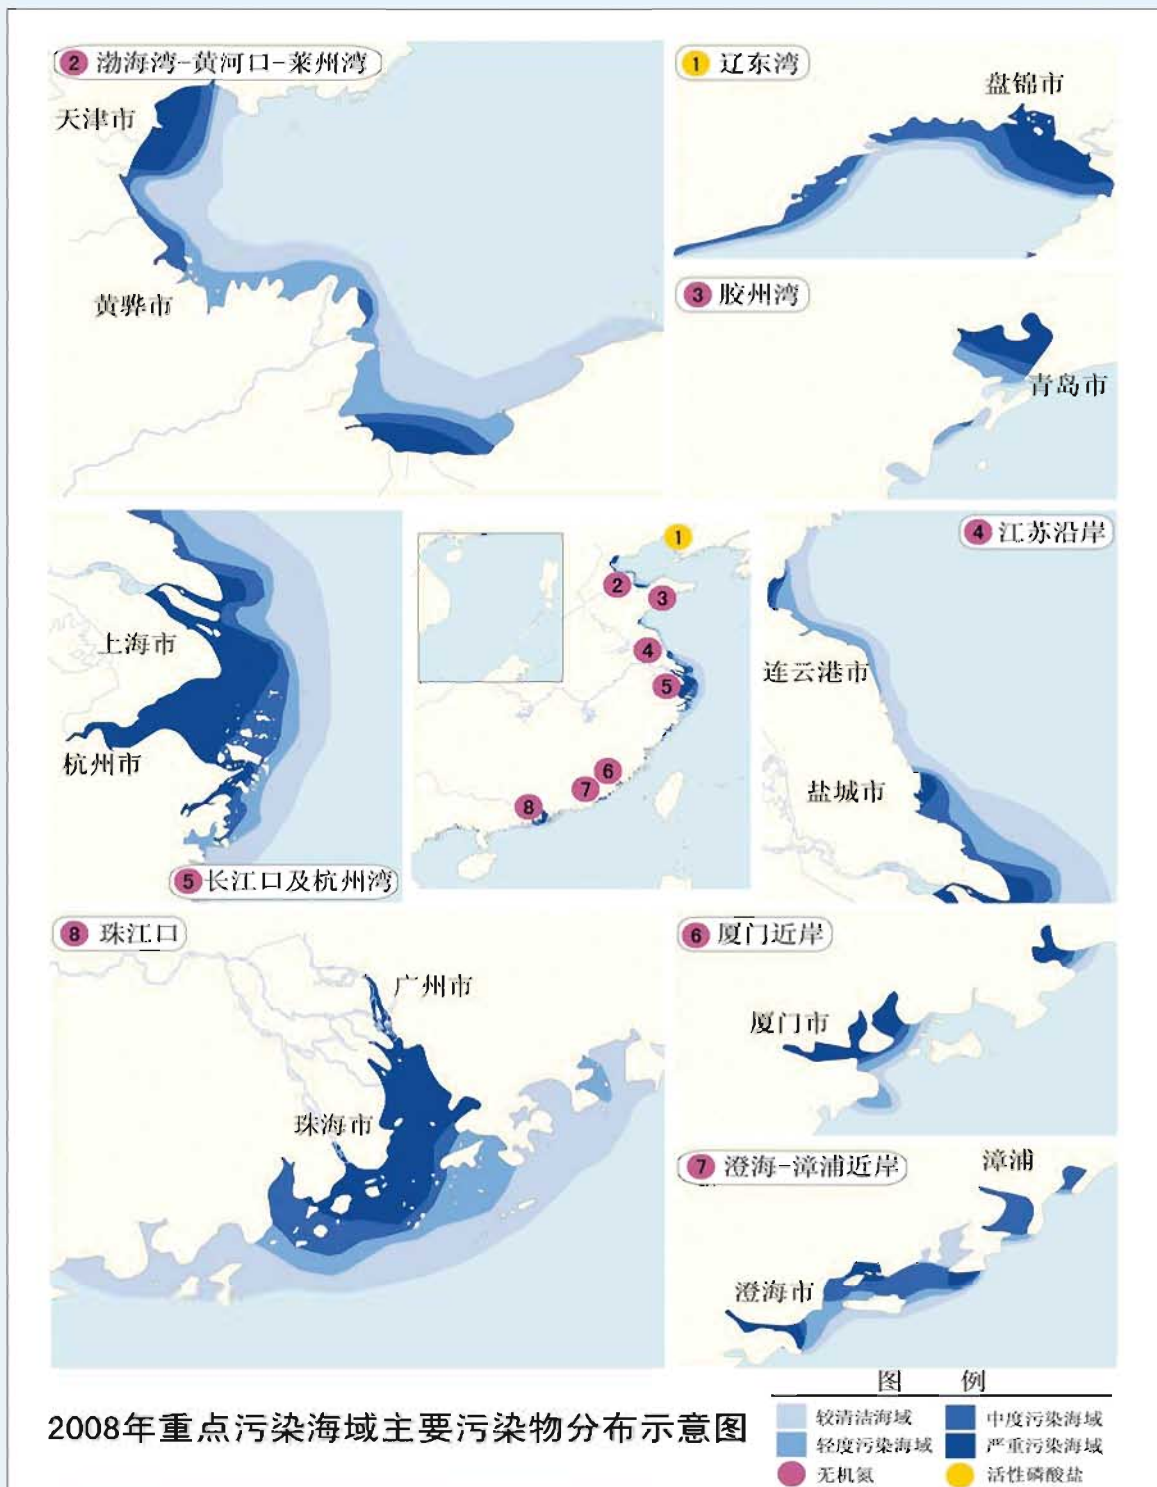 2 渤海湾-黄河口-莱州湾
天津市
黄骅市
1 辽东湾
盘锦市
3 胶州湾
青岛市
上海市
杭州市
5 长江口及杭州湾
1
2
3
4
5
6
7
8
4 江苏沿岸
连云港市
盐城市
8 珠江口
广州市
珠海市
6 厦门近岸
厦门市
7 澄海-漳浦近岸
漳浦
澄海市
2008年重点污染海域主要污染物分布示意图
图 例
较清洁海域 中度污染海域
轻度污染海域 严重污染海域
无机氮 活性磷酸盐